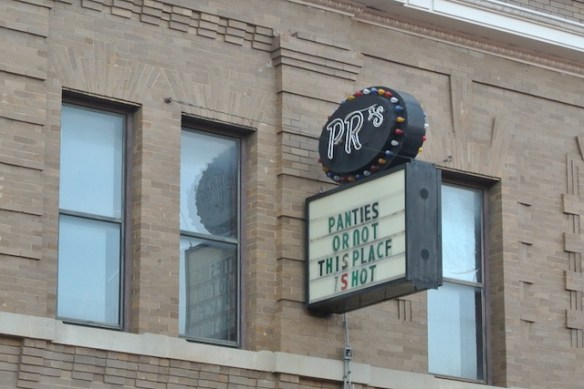 PR's
PANTIES
OR NOT
THIS PLACE
IS HOT